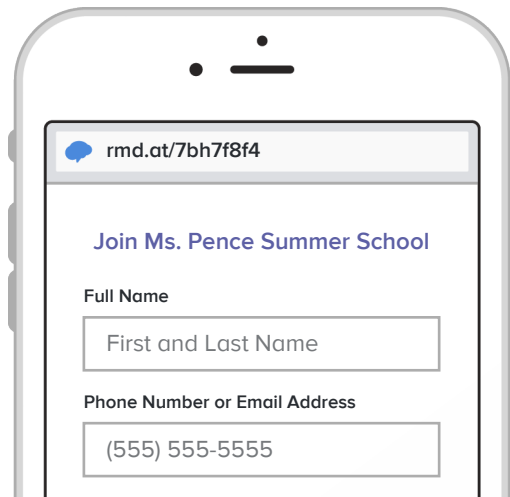 rmd.at/7bh7f8f4
Join Ms. Pence Summer School
Full Name
First and Last Name
Phone Number or Email Address
(555) 555-5555